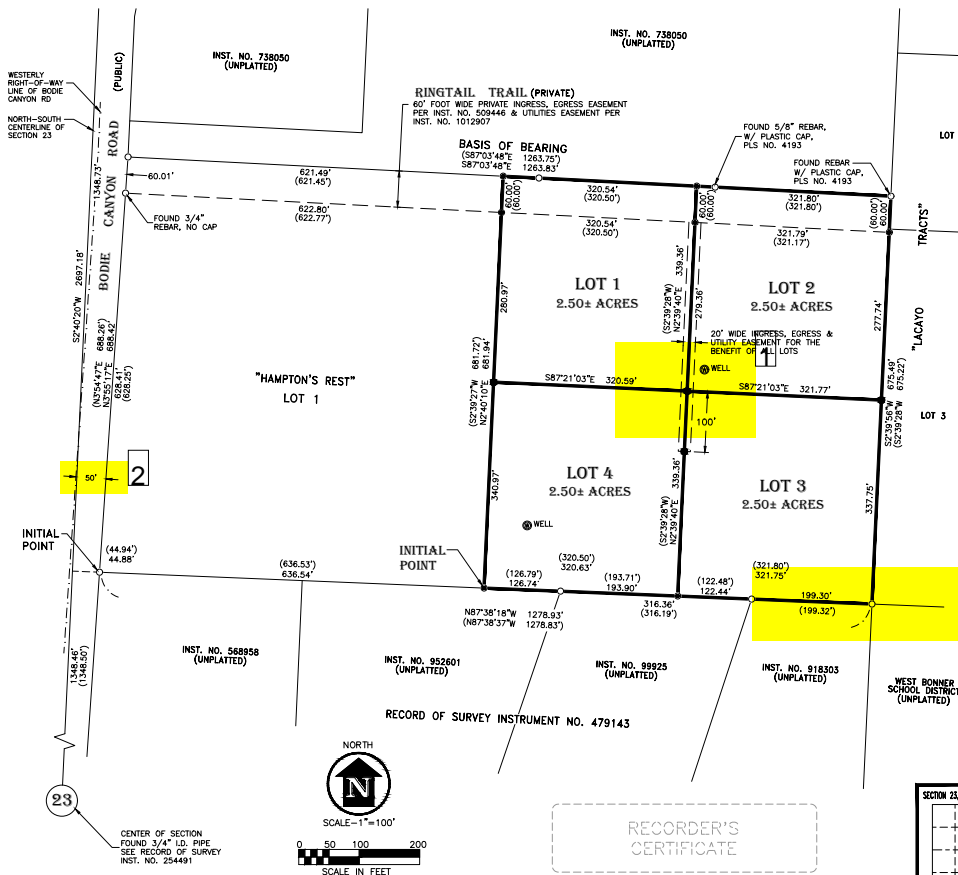 INST. NO. 738050
(UNPLATTED)
INST. NO. 738050
(UNPLATTED)
WESTERLY
RIGHT-OF-WAY
LINE OF BODIE
CANYON RD
NORTH-SOUTH
CENTERLINE OF
SECTION 23
(PUBLIC)
BODIE CANYON ROAD
1348.73'
S2°40'20"W 2697.18'
RINGTAIL TRAIL (PRIVATE)
60' FOOT WIDE PRIVATE INGRESS, EGRESS EASEMENT
PER INST. NO. 509446 & UTILITIES EASEMENT PER
INST. NO. 1012907
BASIS OF BEARING
(S87°03'48"E 1263.75')
S87°03'48"E 1263.83'
FOUND 5/8" REBAR,
W/ PLASTIC CAP,
PLS NO. 4193
FOUND REBAR
W/ PLASTIC CAP,
PLS NO. 4193
LOT
60.01'
621.49'
(621.45')
60.00'
(60.00')
320.54'
(320.50')
60.00'
(60.00')
321.80'
(321.80')
60.00'
(60.00')
622.80'
(622.77')
FOUND 3/4"
REBAR, NO CAP
320.54'
(320.50')
321.79'
(321.17')
"LACAYO TRACTS"
LOT 1
2.50± ACRES
LOT 2
2.50± ACRES
280.97'
339.36'
(S2°39'28"W)
N2°39'40"E
279.36'
277.74'
20' WIDE INGRESS, EGRESS &
UTILITY EASEMENT FOR THE
BENEFIT OF ALL LOTS
1
WELL
"HAMPTON'S REST"
LOT 1
688.26')
688.42'
(N3°54'47"E
N3°55'17"E
628.41'
(628.25')
681.72')
681.94'
(S2°39'27"W
N2°40'10"E
S87°21'03"E 320.59'
S87°21'03"E 321.77'
675.49'
675.22')
S2°39'56"W
(S2°39'28"W
LOT 3
100'
LOT 4
2.50± ACRES
LOT 3
2.50± ACRES
340.97'
339.36'
(S2°39'28"W)
N2°39'40"E
337.75'
50'
2
WELL
INITIAL
POINT
(44.94')
44.88'
(636.53')
636.54'
INITIAL
POINT
(320.50')
320.63'
(126.79')
126.74'
(193.71')
193.90'
(321.80')
321.75'
(122.48')
122.44'
199.30'
(199.32')
N87°38'18"W 1278.93'
(N87°38'37"W 1278.83')
316.36'
(316.19')
1348.46'
(1348.50')
INST. NO. 568958
(UNPLATTED)
INST. NO. 952601
(UNPLATTED)
INST. NO. 99925
(UNPLATTED)
INST. NO. 918303
(UNPLATTED)
WEST BONNER
SCHOOL DISTRICT
(UNPLATTED)
RECORD OF SURVEY INSTRUMENT NO. 479143
NORTH
N
SCALE-1"=100'
0 50 100 200
SCALE IN FEET
23
CENTER OF SECTION
FOUND 3/4" I.D. PIPE
SEE RECORD OF SURVEY
INST. NO. 254491
RECORDER'S
CERTIFICATE
SECTION 23,